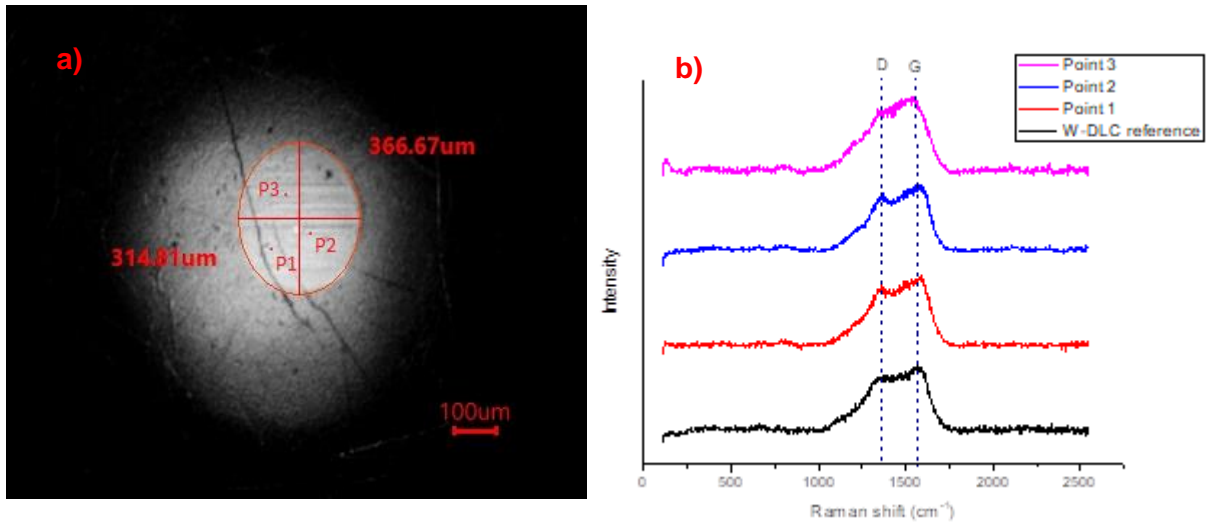 a)
366.67um
P3
P2
314.81um
P1
100um
b)
D G
Point 3
Point 2
Point 1
W-DLC reference
Intensity
0 500 1000 1500 2000 2500
Raman shift (cm⁻¹)